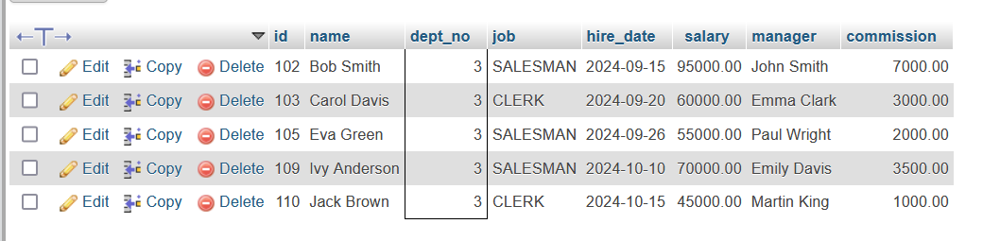 id name dept_no job hire_date salary manager commission
Edit Copy Delete 102 Bob Smith 3 SALESMAN 2024-09-15 95000.00 John Smith 7000.00
Edit Copy Delete 103 Carol Davis 3 CLERK 2024-09-20 60000.00 Emma Clark 3000.00
Edit Copy Delete 105 Eva Green 3 SALESMAN 2024-09-26 55000.00 Paul Wright 2000.00
Edit Copy Delete 109 Ivy Anderson 3 SALESMAN 2024-10-10 70000.00 Emily Davis 3500.00
Edit Copy Delete 110 Jack Brown 3 CLERK 2024-10-15 45000.00 Martin King 1000.00